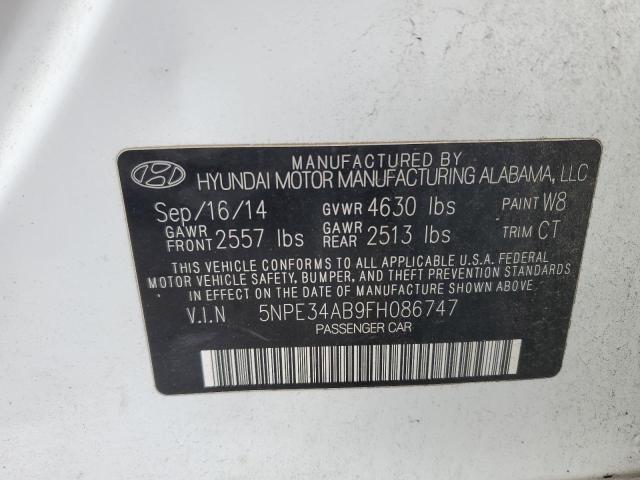 MANUFACTURED BY
HYUNDAI MOTOR MANUFACTURING ALABAMA, LLC
Sep/16/14 GVWR 4630 lbs PAINT W8
GAWR FRONT 2557 lbs GAWR REAR 2513 lbs TRIM CT
THIS VEHICLE CONFORMS TO ALL APPLICABLE U.S.A. FEDERAL
MOTOR VEHICLE SAFETY, BUMPER, AND THEFT PREVENTION STANDARDS
IN EFFECT ON THE DATE OF MANUFACTURE SHOWN ABOVE.
V.I.N 5NPE34AB9FH086747
PASSENGER CAR